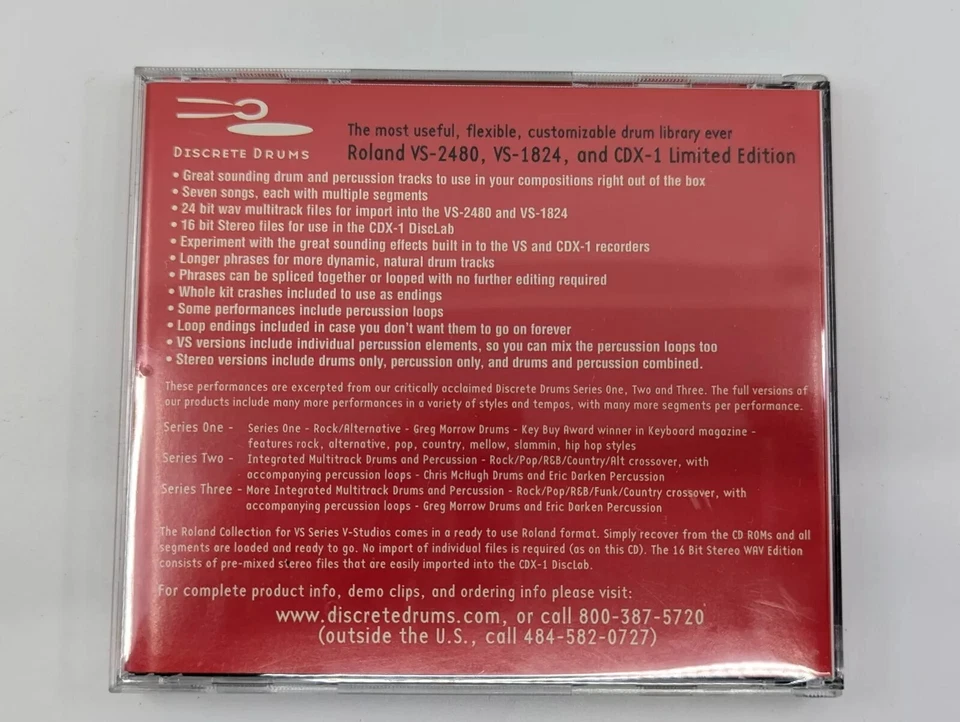 DISCRETE DRUMS
The most useful, flexible, customizable drum library ever
Roland VS-2480, VS-1824, and CDX-1 Limited Edition
• Great sounding drum and percussion tracks to use in your compositions right out of the box
• Seven songs, each with multiple segments
• 24 bit wav multitrack files for import into the VS-2480 and VS-1824
• 16 bit Stereo files for use in the CDX-1 DiscLab
• Experiment with the great sounding effects built in to the VS and CDX-1 recorders
• Longer phrases for more dynamic, natural drum tracks
• Phrases can be spliced together or looped with no further editing required
• Whole kit crashes included to use as endings
• Some performances include percussion loops
• Loop endings included in case you don't want them to go on forever
• VS versions include individual percussion elements, so you can mix the percussion loops too
• Stereo versions include drums only, percussion only, and drums and percussion combined.
These performances are excerpted from our critically acclaimed Discrete Drums Series One, Two and Three. The full versions of
our products include many more performances in a variety of styles and tempos, with many more segments per performance.
Series One - Series One - Rock/Alternative - Greg Morrow Drums - Key Buy Award winner in Keyboard magazine -
features rock, alternative, pop, country, mellow, slammin, hip hop styles
Series Two - Integrated Multitrack Drums and Percussion - Rock/Pop/R&B/Country/Alt crossover, with
accompanying percussion loops - Chris McHugh Drums and Eric Darken Percussion
Series Three - More Integrated Multitrack Drums and Percussion - Rock/Pop/R&B/Funk/Country crossover, with
accompanying percussion loops - Greg Morrow Drums and Eric Darken Percussion
The Roland Collection for VS Series V-Studios comes in a ready to use Roland format. Simply recover from the CD ROMs and all
segments are loaded and ready to go. No import of individual files is required (as on this CD). The 16 Bit Stereo WAV Edition
consists of pre-mixed stereo files that are easily imported into the CDX-1 DiscLab.
For complete product info, demo clips, and ordering info please visit:
www.discretedrums.com, or call 800-387-5720
(outside the U.S., call 484-582-0727)